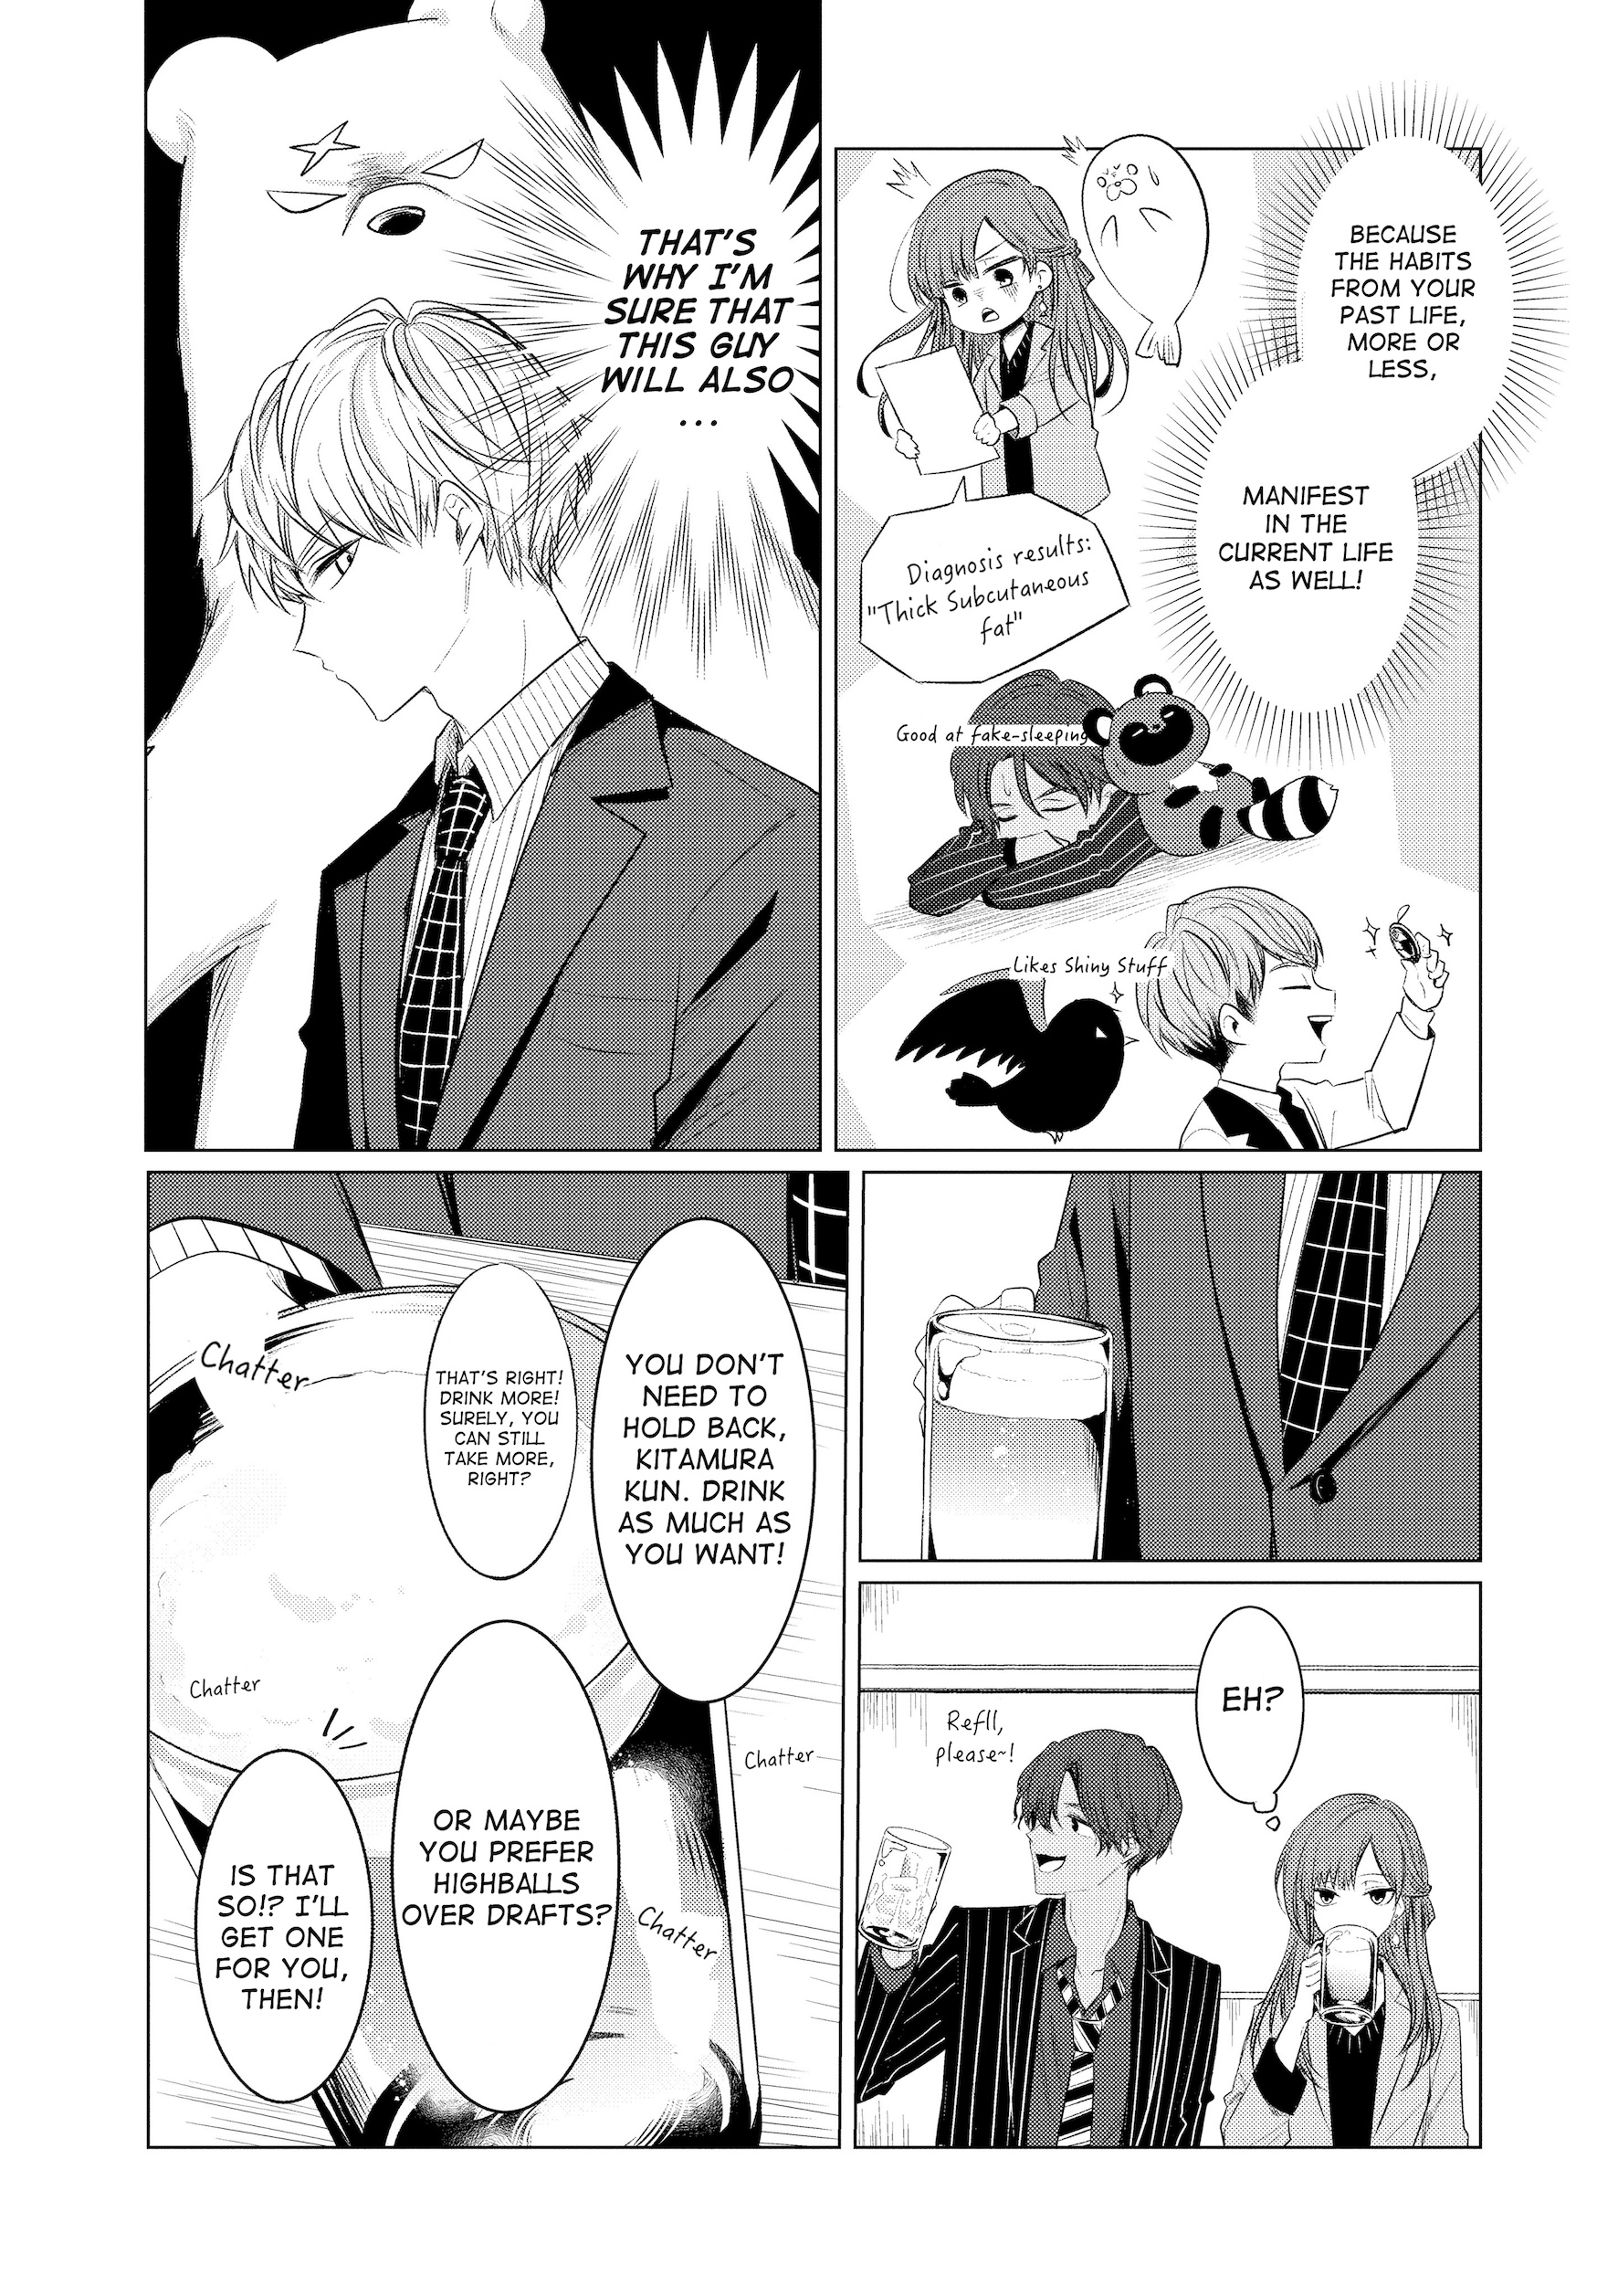 BECAUSE
THE HABITS
FROM YOUR
PAST LIFE,
MORE OR
LESS,
MANIFEST
IN THE
CURRENT LIFE
AS WELL!
Diagnosis results:
"Thick Subcutaneous
fat"
Good at fake-sleeping
Likes Shiny Stuff
THAT'S
WHY I'M
SURE THAT
THIS GUY
WILL ALSO
...
EH?
Refll,
please~!
YOU DON'T
NEED TO
HOLD BACK,
KITAMURA
KUN. DRINK
AS MUCH AS
YOU WANT!
THAT'S RIGHT!
DRINK MORE!
SURELY, YOU
CAN STILL
TAKE MORE,
RIGHT?
Chatter
OR MAYBE
YOU PREFER
HIGHBALLS
OVER DRAFTS?
Chatter
Chatter
Chatter
IS THAT
SO!? I'LL
GET ONE
FOR YOU,
THEN!